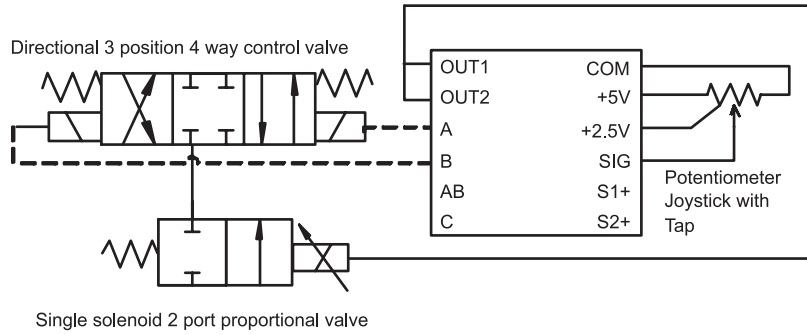 Directional 3 position 4 way control valve
OUT1
OUT2
A
B
AB
C
COM
+5V
+2.5V
SIG
S1+
S2+
Potentiometer
Joystick with
Tap
Single solenoid 2 port proportional valve